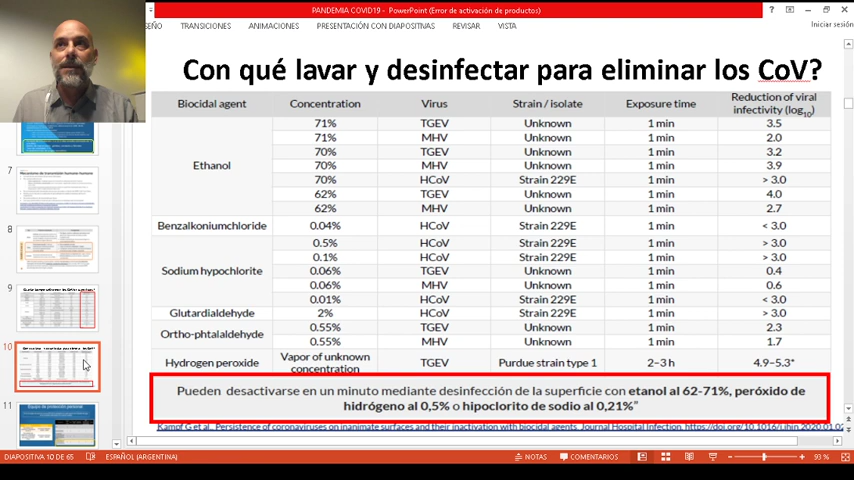 PANDEMIA COVID19 - PowerPoint (Error de activación de productos)
Iniciar sesión
SEÑO TRANSICIONES ANIMACIONES PRESENTACIÓN CON DIAPOSITIVAS REVISAR VISTA
Con qué lavar y desinfectar para eliminar los CoV?
Biocidal agent Concentration Virus Strain / isolate Exposure time Reduction of viral infectivity (log10)
Ethanol
71% TGEV Unknown 1 min 3.5
71% MHV Unknown 1 min 2.0
70% TGEV Unknown 1 min 3.2
70% MHV Unknown 1 min 3.9
70% HCoV Strain 229E 1 min > 3.0
62% TGEV Unknown 1 min 4.0
62% MHV Unknown 1 min 2.7
Benzalkoniumchloride 0.04% HCoV Strain 229E 1 min < 3.0
Sodium hypochlorite
0.5% HCoV Strain 229E 1 min > 3.0
0.1% HCoV Strain 229E 1 min > 3.0
0.06% TGEV Unknown 1 min 0.4
0.06% MHV Unknown 1 min 0.6
0.01% HCoV Strain 229E 1 min < 3.0
Glutardialdehyde 2% HCoV Strain 229E 1 min > 3.0
Ortho-phtalaldehyde
0.55% TGEV Unknown 1 min 2.3
0.55% MHV Unknown 1 min 1.7
Hydrogen peroxide Vapor of unknown concentration TGEV Purdue strain type 1 2–3 h 4.9–5.3*
Pueden desactivarse en un minuto mediante desinfección de la superficie con etanol al 62-71%, peróxido de
hidrógeno al 0,5% o hipoclorito de sodio al 0,21%"
Kampf G et al. Persistence of coronaviruses on inanimate surfaces and their inactivation with biocidal agents. Journal Hospital Infection. https://doi.org/10.1016/j.jhin.2020.01.02
7
8
9
10
11
Equipo de protección personal
DIAPOSITIVA 10 DE 65 ESPAÑOL (ARGENTINA) NOTAS COMENTARIOS 93 %